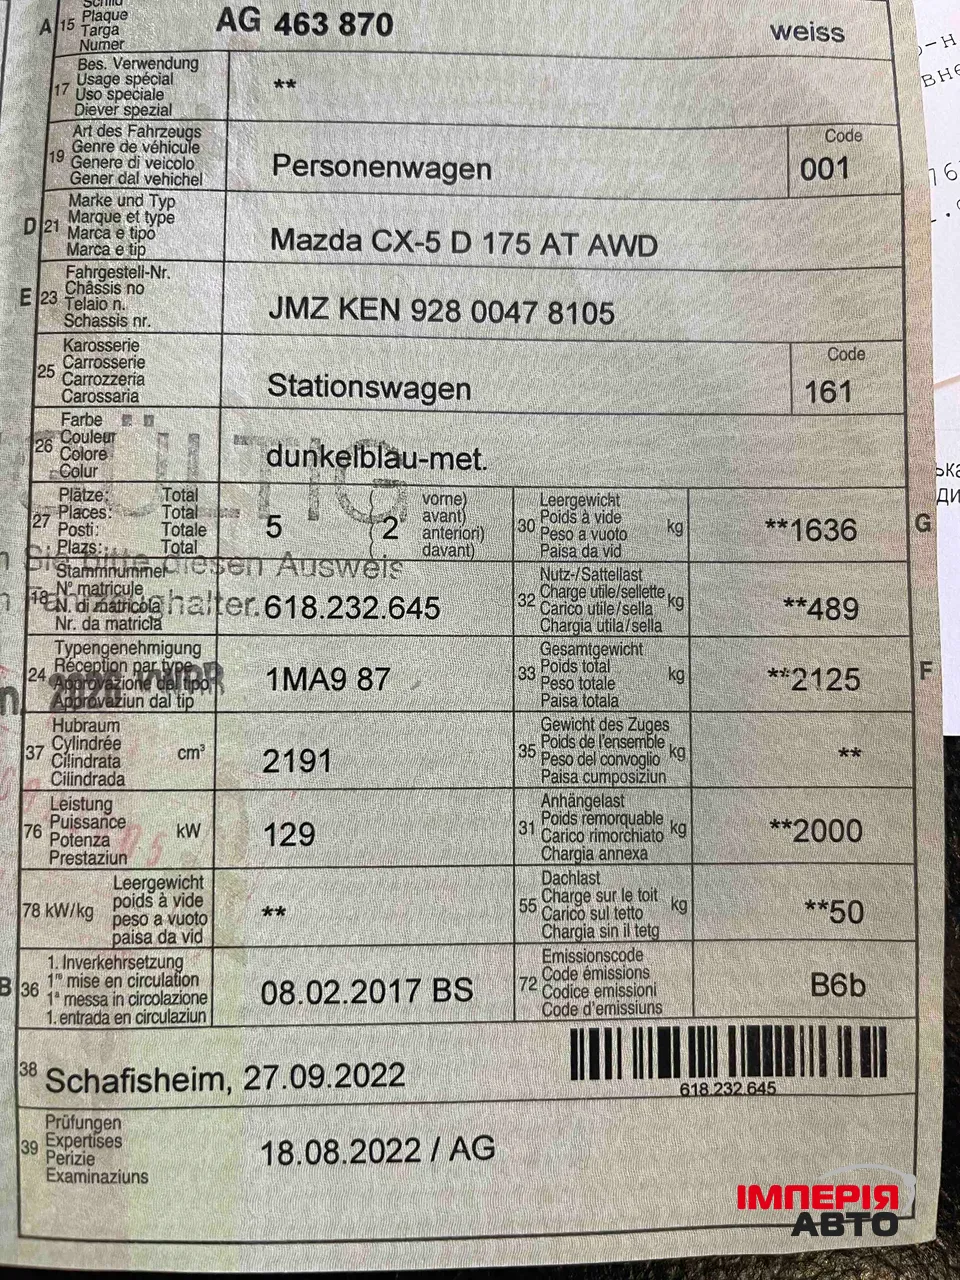 A 15 Plaque
Targa
Numer
AG 463 870
weiss
17 Bes. Verwendung
Usage spécial
Uso speciale
Diever spezial
**
19 Art des Fahrzeugs
Genre de véhicule
Genere di veicolo
Gener dal vehichel
Personenwagen
Code
001
D 21 Marke und Typ
Marque et type
Marca e tipo
Marca e tip
Mazda CX-5 D 175 AT AWD
E 23 Fahrgestell-Nr.
Châssis no
Telaio n.
Schassis nr.
JMZ KEN 928 0047 8105
25 Karosserie
Carrosserie
Carrozzeria
Carossaria
Stationswagen
Code
161
26 Farbe
Couleur
Colore
Colur
dunkelblau-met.
27 Plätze: Total
Places: Total
Posti: Totale
Plazs: Total
5 ( 2 vorne)
avant)
anteriori)
davant)
30 Leergewicht
Poids à vide
Peso a vuoto
Paisa da vid
kg
**1636
G
18 Stammnummer
N° matricule
N. di matricola
Nr. da matricla
618.232.645
32 Nutz-/Sattellast
Charge utile/sellette
Carico utile/sella
Chargia utila/sella
kg
**489
24 Typengenehmigung
Réception par type
Approvazione del tipo
Approvaziun dal tip
1MA9 87
33 Gesamtgewicht
Poids total
Peso totale
Paisa totala
kg
**2125
F
37 Hubraum
Cylindrée
Cilindrata
Cilindrada
cm³
2191
35 Gewicht des Zuges
Poids de l'ensemble
Peso del convoglio
Paisa cumposiziun
kg
**
76 Leistung
Puissance
Potenza
Prestaziun
kW
129
31 Anhängelast
Poids remorquable
Carico rimorchiato
Chargia annexa
kg
**2000
78 kW/kg
Leergewicht
poids à vide
peso a vuoto
paisa da vid
**
55 Dachlast
Charge sur le toit
Carico sul tetto
Chargia sin il tetg
kg
**50
B 36 1. Inverkehrsetzung
1re mise en circulation
1a messa in circolazione
1. entrada en circulaziun
08.02.2017 BS
72 Emissionscode
Code émissions
Codice emissioni
Code d'emissiuns
B6b
38 Schafisheim, 27.09.2022
618.232.645
39 Prüfungen
Expertises
Perizie
Examinaziuns
18.08.2022 / AG
ІМПЕРІЯ
АВТО